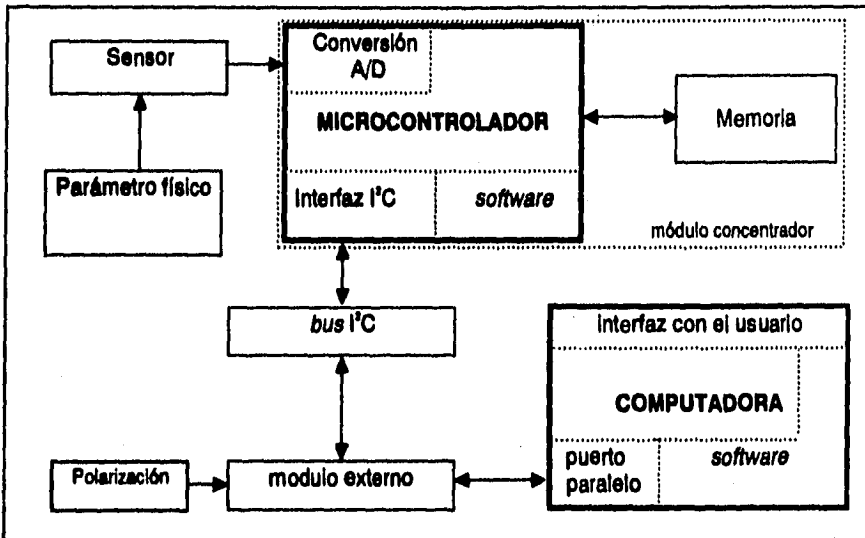 Sensor
Conversión
A/D
MICROCONTROLADOR
Memoria
Parámetro físico
Interfaz I²C
software
módulo concentrador
bus I²C
interfaz con el usuario
COMPUTADORA
puerto
paralelo
software
Polarización
modulo externo